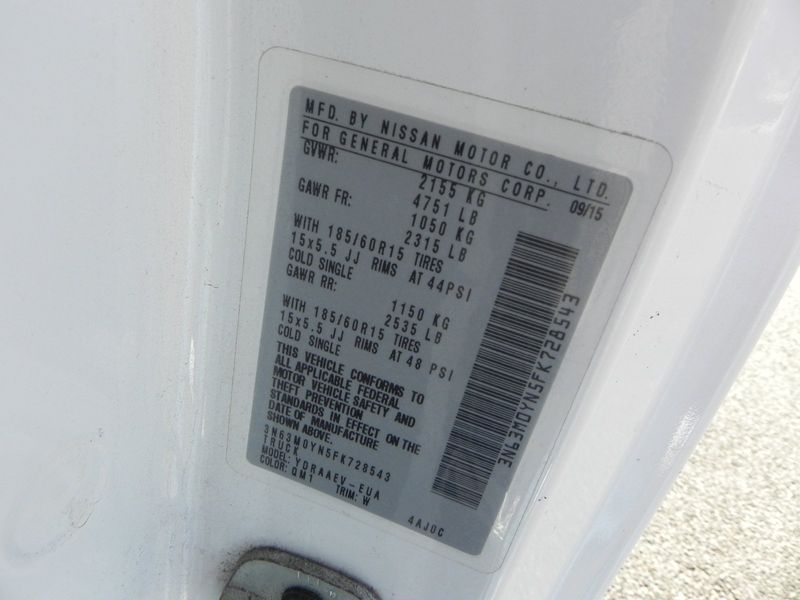 MFD. BY NISSAN MOTOR CO., LTD.
FOR GENERAL MOTORS CORP. 09/15
GVWR: 2155 KG
4751 LB
GAWR FR: 1050 KG
2315 LB
WITH 185/60R15 TIRES
15x5.5 JJ RIMS AT 44PSI
COLD SINGLE
GAWR RR: 1150 KG
2535 LB
WITH 185/60R15 TIRES
15x5.5 JJ RIMS AT 48 PSI
COLD SINGLE
THIS VEHICLE CONFORMS TO
ALL APPLICABLE FEDERAL
MOTOR VEHICLE SAFETY AND
THEFT PREVENTION
STANDARDS IN EFFECT ON THE
DATE OF MANUFACTURE
SHOWN ABOVE.
3N63M0YN5FK728543
TRUCK
MODEL: YDRAAEV-EUA
COLOR: QM1 TRIM: W
4AJ0C
3N63M0YN5FK728543